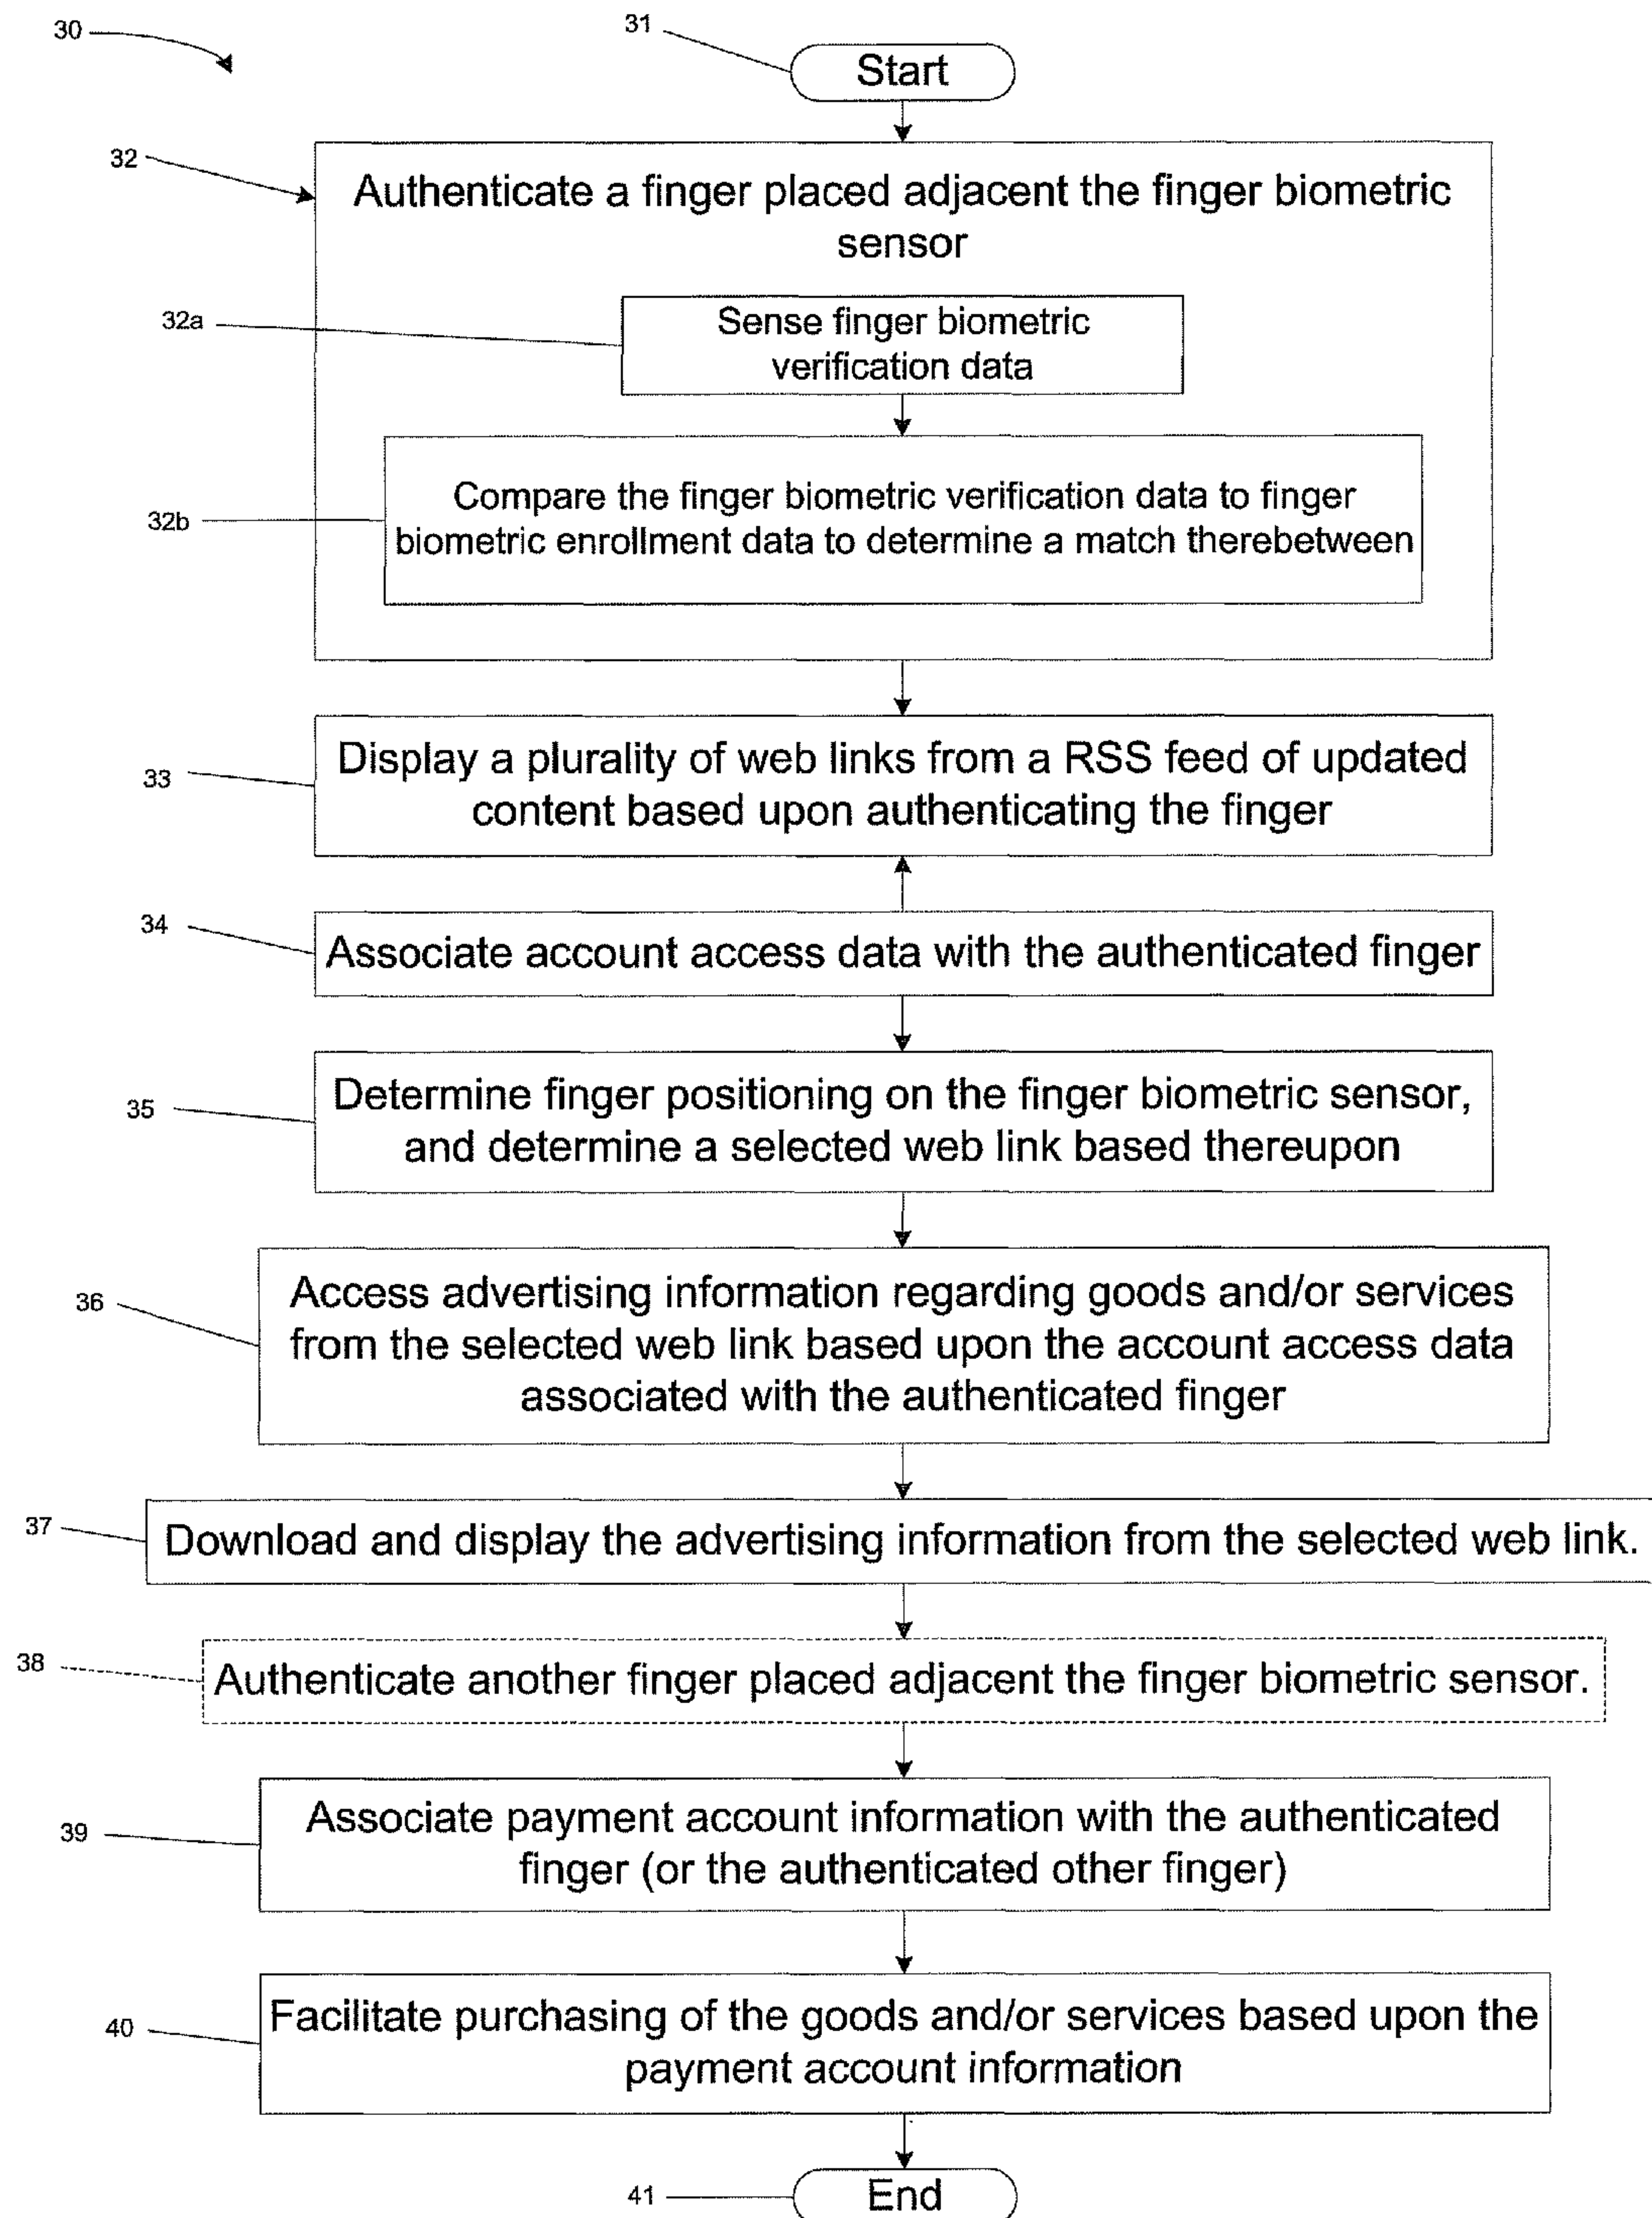 30
31
Start
32
Authenticate a finger placed adjacent the finger biometric
sensor
32a
Sense finger biometric
verification data
32b
Compare the finger biometric verification data to finger
biometric enrollment data to determine a match therebetween
33
Display a plurality of web links from a RSS feed of updated
content based upon authenticating the finger
34
Associate account access data with the authenticated finger
35
Determine finger positioning on the finger biometric sensor,
and determine a selected web link based thereupon
36
Access advertising information regarding goods and/or services
from the selected web link based upon the account access data
associated with the authenticated finger
37
Download and display the advertising information from the selected web link.
38
Authenticate another finger placed adjacent the finger biometric sensor.
39
Associate payment account information with the authenticated
finger (or the authenticated other finger)
40
Facilitate purchasing of the goods and/or services based upon the
payment account information
41
End